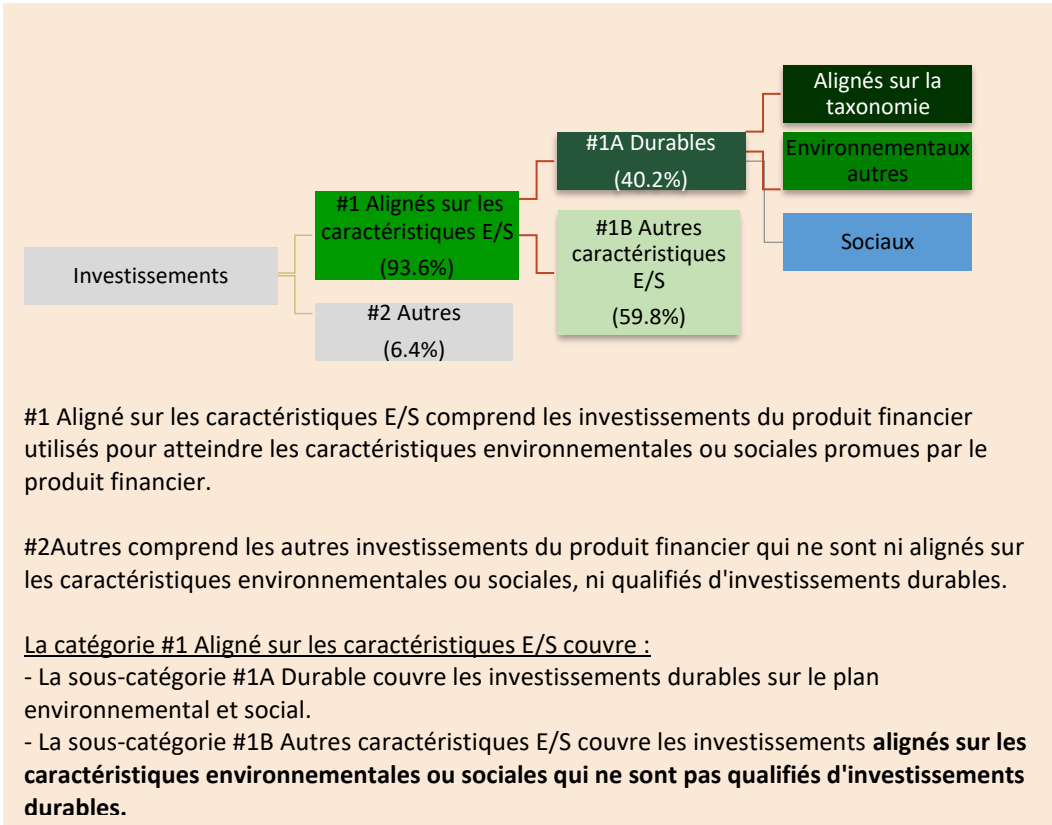 Alignés sur la
taxonomie
#1A Durables
(40.2%)
Environnementaux
autres
#1 Alignés sur les
caractéristiques E/S
(93.6%)
#1B Autres
caractéristiques
E/S
(59.8%)
Sociaux
Investissements
#2 Autres
(6.4%)
#1 Aligné sur les caractéristiques E/S comprend les investissements du produit financier
utilisés pour atteindre les caractéristiques environnementales ou sociales promues par le
produit financier.
#2Autres comprend les autres investissements du produit financier qui ne sont ni alignés sur
les caractéristiques environnementales ou sociales, ni qualifiés d'investissements durables.
La catégorie #1 Aligné sur les caractéristiques E/S couvre :
- La sous-catégorie #1A Durable couvre les investissements durables sur le plan
environnemental et social.
- La sous-catégorie #1B Autres caractéristiques E/S couvre les investissements alignés sur les
caractéristiques environnementales ou sociales qui ne sont pas qualifiés d'investissements
durables.